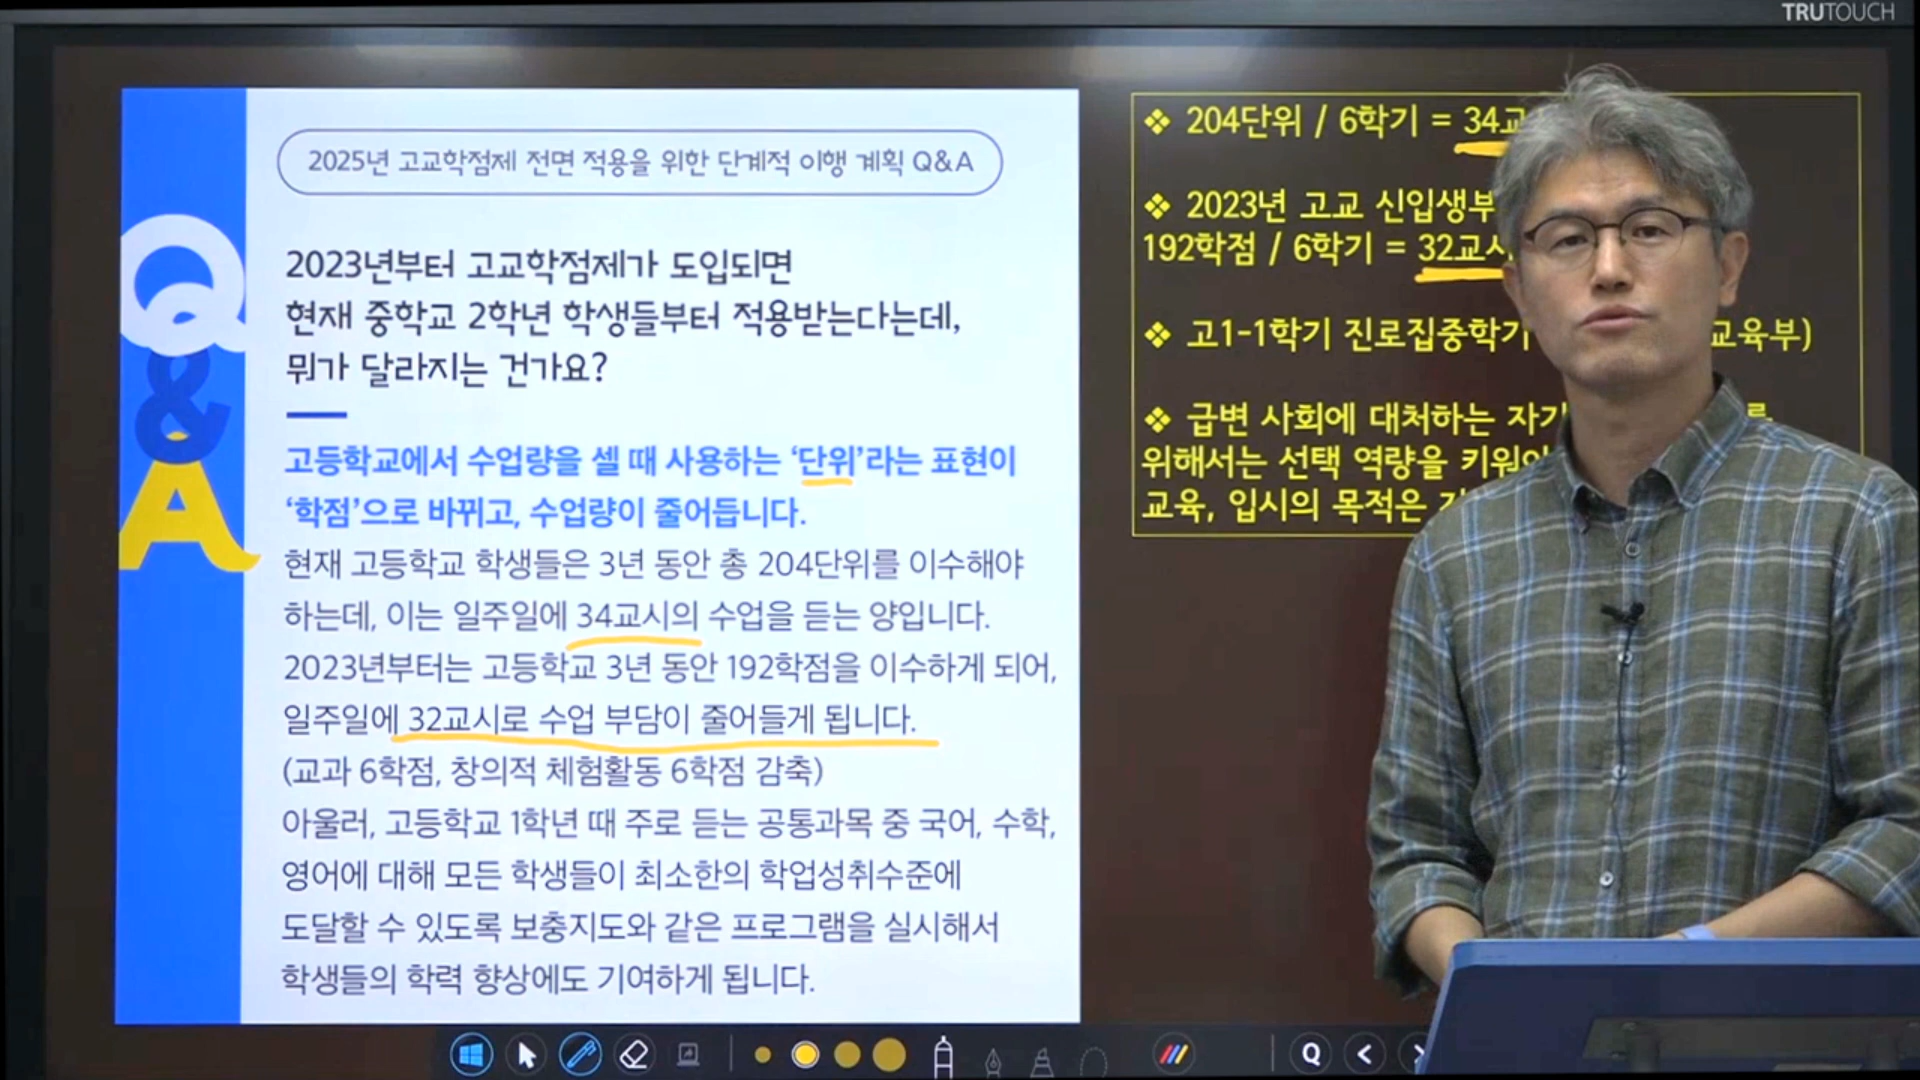 TRUTOUCH
2025년 고교학점제 전면 적용을 위한 단계적 이행 계획 Q&A
Q
&
A
2023년부터 고교학점제가 도입되면
현재 중학교 2학년 학생들부터 적용받는다는데,
뭐가 달라지는 건가요?
고등학교에서 수업량을 셀 때 사용하는 ‘단위’라는 표현이
‘학점’으로 바뀌고, 수업량이 줄어듭니다.
현재 고등학교 학생들은 3년 동안 총 204단위를 이수해야
하는데, 이는 일주일에 34교시의 수업을 듣는 양입니다.
2023년부터는 고등학교 3년 동안 192학점을 이수하게 되어,
일주일에 32교시로 수업 부담이 줄어들게 됩니다.
(교과 6학점, 창의적 체험활동 6학점 감축)
아울러, 고등학교 1학년 때 주로 듣는 공통과목 중 국어, 수학,
영어에 대해 모든 학생들이 최소한의 학업성취수준에
도달할 수 있도록 보충지도와 같은 프로그램을 실시해서
학생들의 학력 향상에도 기여하게 됩니다.
❖ 204단위 / 6학기 = 34교
❖ 2023년 고교 신입생부
192학점 / 6학기 = 32교시
❖ 고1-1학기 진로집중학기 교육부)
❖ 급변 사회에 대처하는 자기 를
위해서는 선택 역량을 키워야
교육, 입시의 목적은
Q